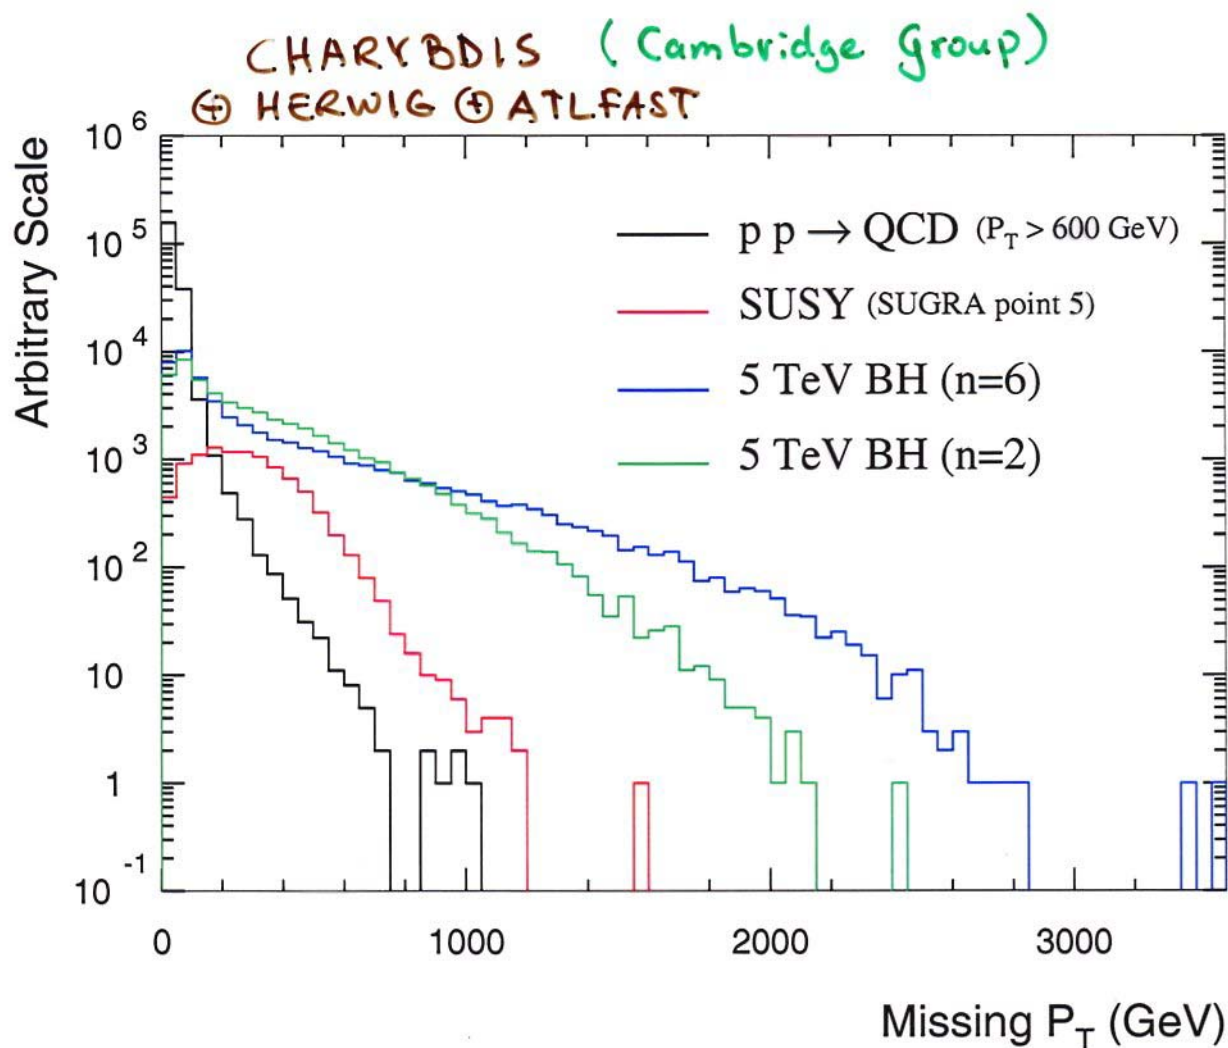 CHARYBDIS (Cambridge Group)
⊕ HERWIG ⊕ ATLFAST
Arbitrary Scale
10 6
10 5
10 4
10 3
10 2
10
1
10 -1
p p → QCD (P_T > 600 GeV)
SUSY (SUGRA point 5)
5 TeV BH (n=6)
5 TeV BH (n=2)
0 1000 2000 3000
Missing P_T (GeV)